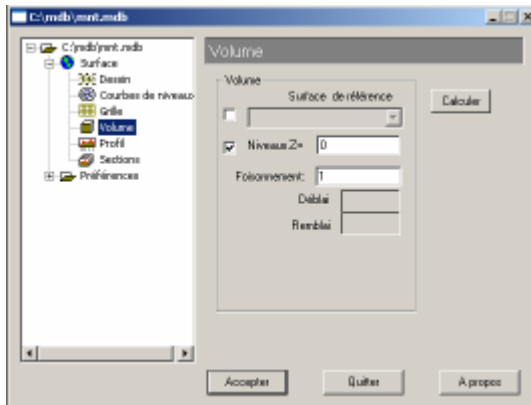 C:\mdb\mnt.mdb
C:\mdb\mnt.mdb
Surface
Dessin
Courbes de niveaux
Grille
Volume
Profil
Sections
Préférences
Volume
Volume
Surface de référence
Niveaux Z= 0
Foisonnement: 1
Déblai
Remblai
Calculer
Accepter
Quitter
A propos